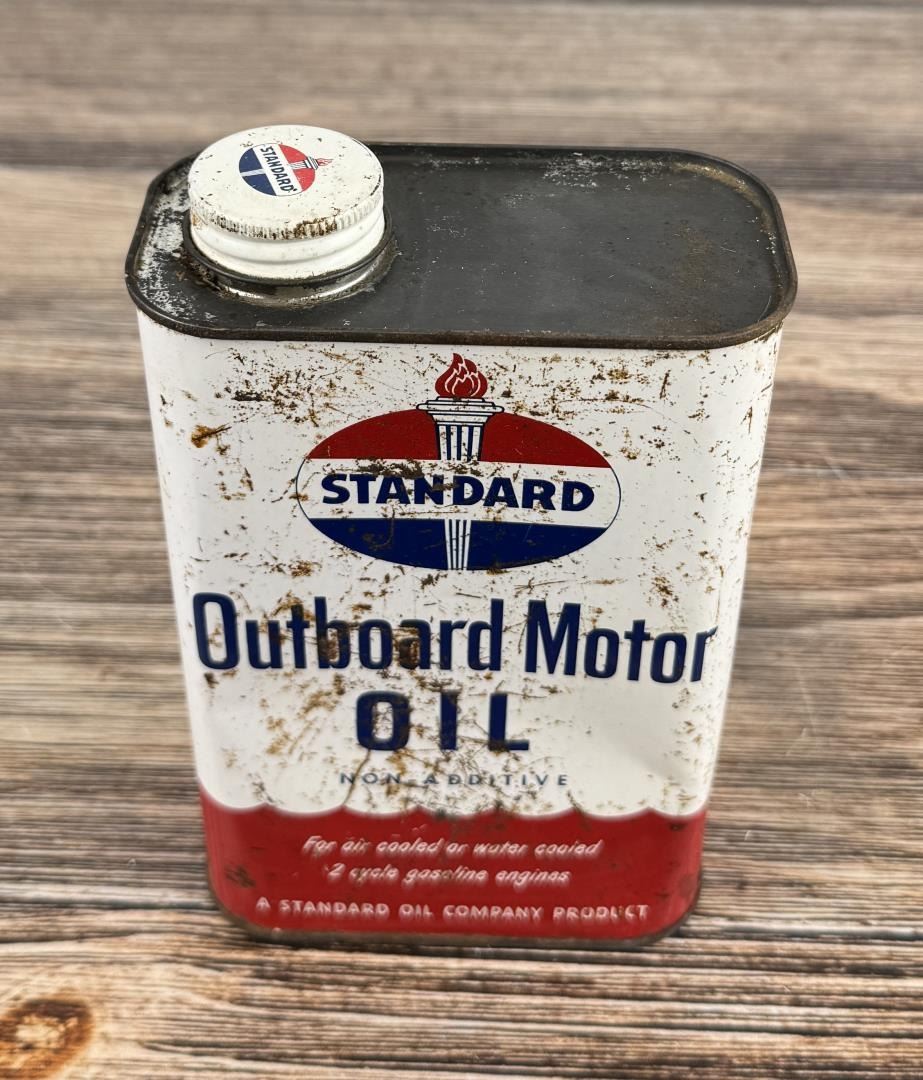 STANDARD
STANDARD
Outboard Motor
OIL
NON-ADDITIVE
For air cooled or water cooled
2 cycle gasoline engines
A STANDARD OIL COMPANY PRODUCT